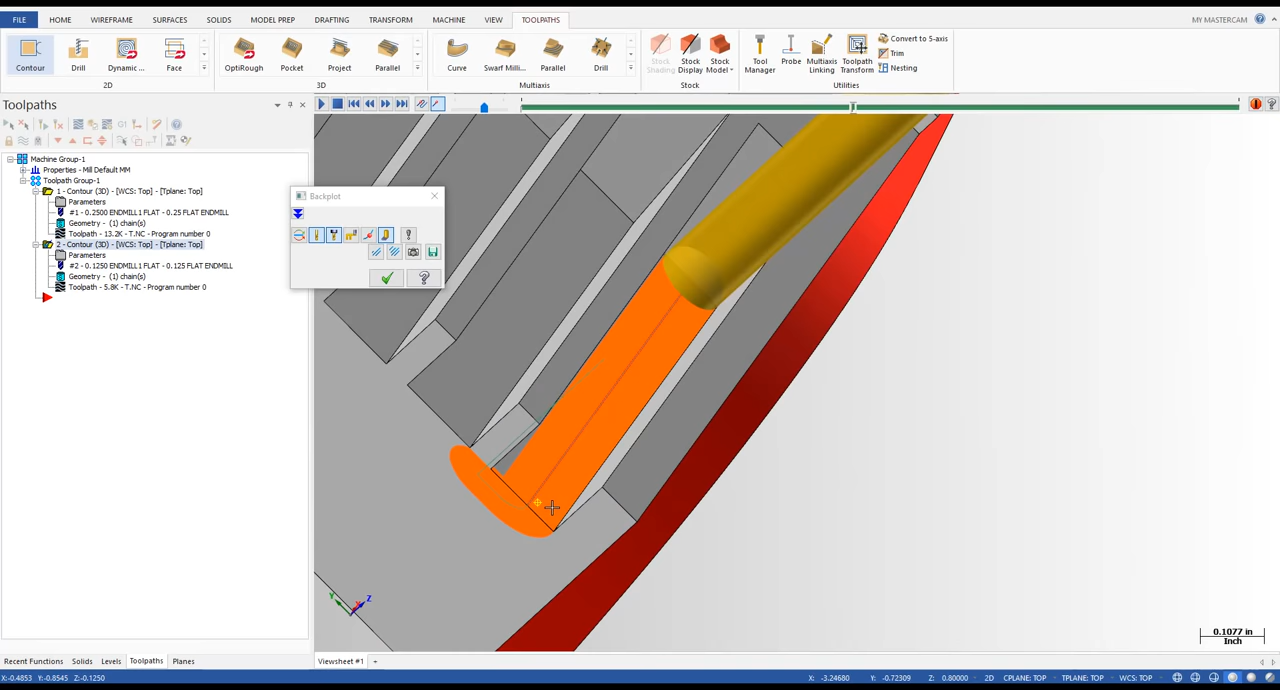 FILE HOME WIREFRAME SURFACES SOLIDS MODEL PREP DRAFTING TRANSFORM MACHINE VIEW TOOLPATHS MY MASTERCAM
Contour Drill Dynamic ... Face OptiRough Pocket Project Parallel Curve Swarf Milli... Parallel Drill Stock Shading Stock Display Stock Model Tool Manager Probe Multiaxis Linking Toolpath Transform
Convert to 5-axis
Trim
Nesting
2D 3D Multiaxis Stock Utilities
Toolpaths
G1
Machine Group-1
Properties - Mill Default MM
Toolpath Group-1
1 - Contour (3D) - [WCS: Top] - [Tplane: Top]
Parameters
#1 - 0.2500 ENDMILL1 FLAT - 0.25 FLAT ENDMILL
Geometry - (1) chain(s)
Toolpath - 13.2K - T.NC - Program number 0
2 - Contour (3D) - [WCS: Top] - [Tplane: Top]
Parameters
#2 - 0.1250 ENDMILL1 FLAT - 0.125 FLAT ENDMILL
Geometry - (1) chain(s)
Toolpath - 5.8K - T.NC - Program number 0
Backplot
Y X Z
0.1077 in
Inch
Recent Functions Solids Levels Toolpaths Planes
Viewsheet #1 +
X:-0.4853 Y:-0.8545 Z:-0.1250
X: -3.24680 Y: -0.72309 Z: 0.80000 2D CPLANE: TOP TPLANE: TOP WCS: TOP